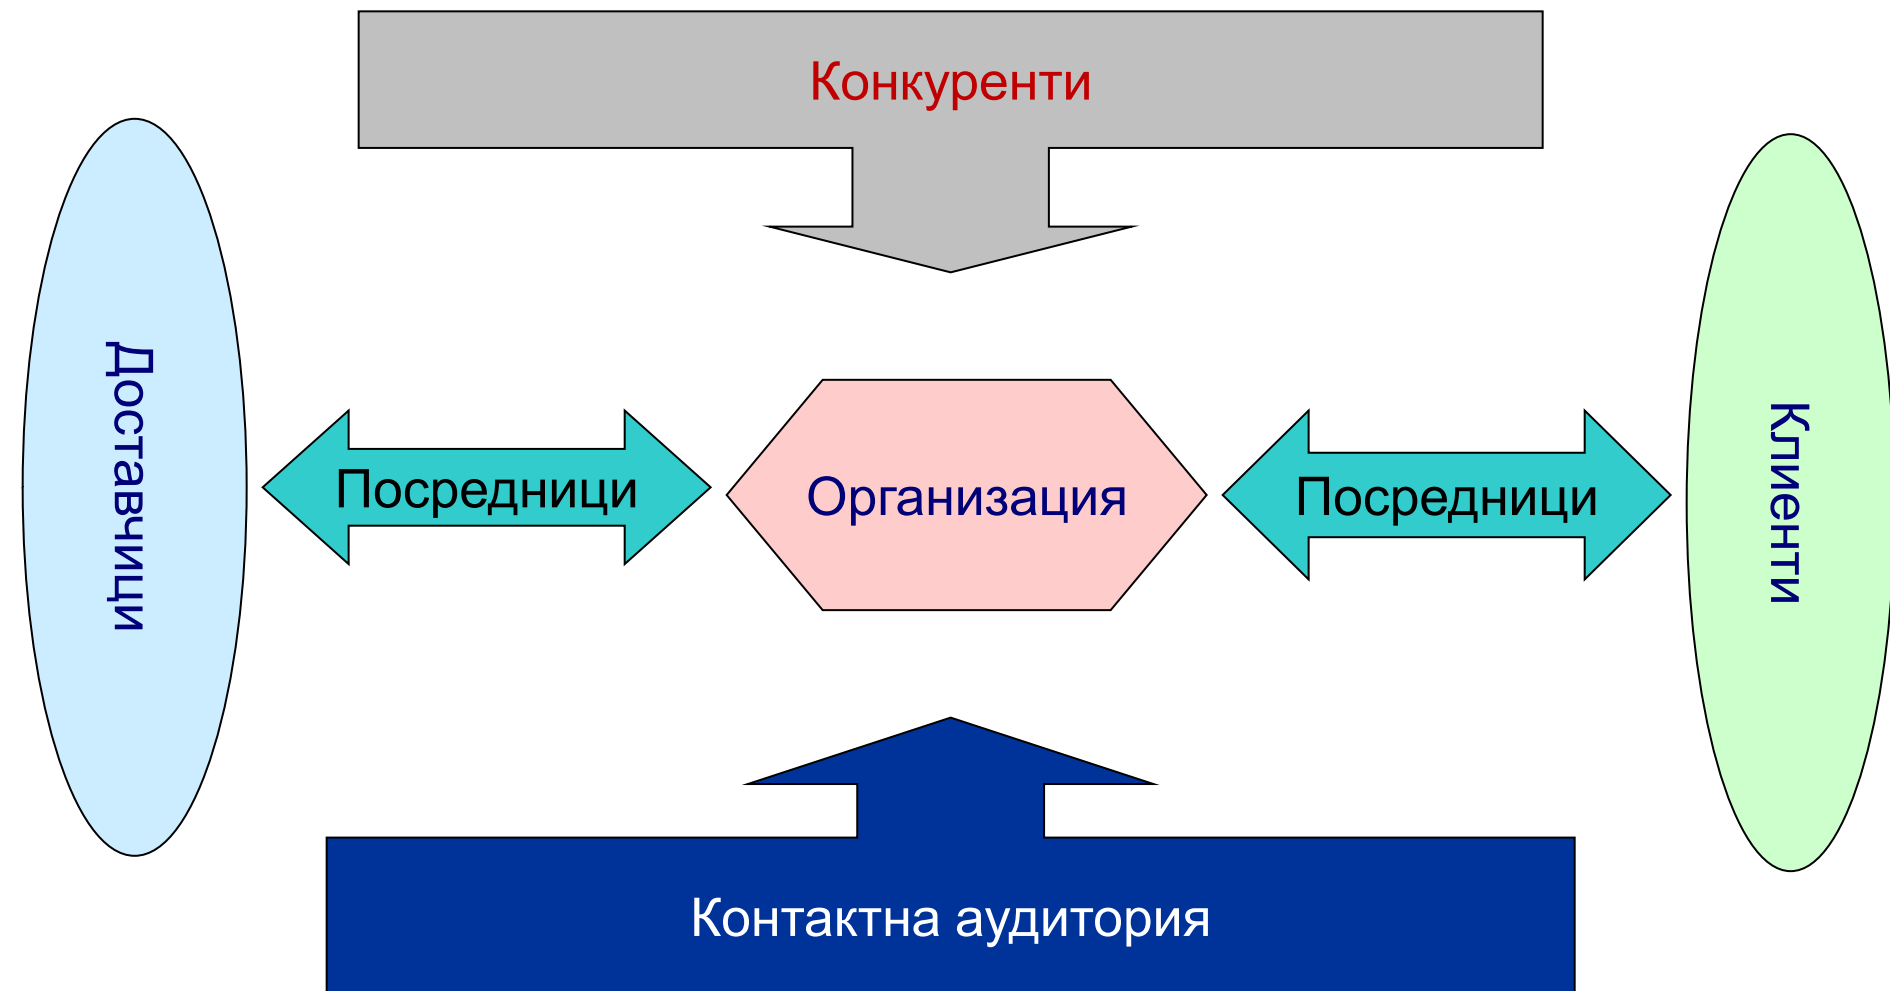 Конкуренти
Доставчици
Посредници
Организация
Посредници
Клиенти
Контактна аудитория